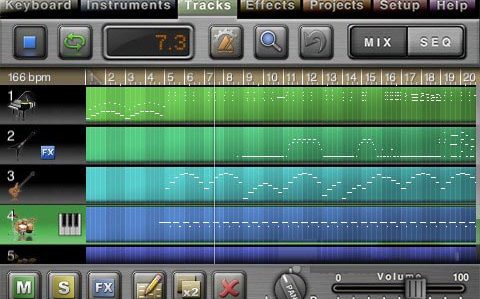 Keyboard Instruments Tracks Effects Projects Setup Help
7.3 MIX SEQ
166 bpm 1 2 3 4 5 6 7 8 9 10 11 12 13 14 15 16 17 18 19 20
1
2
FX
3
4
5
M S FX x2 PAN 0 Volume 100